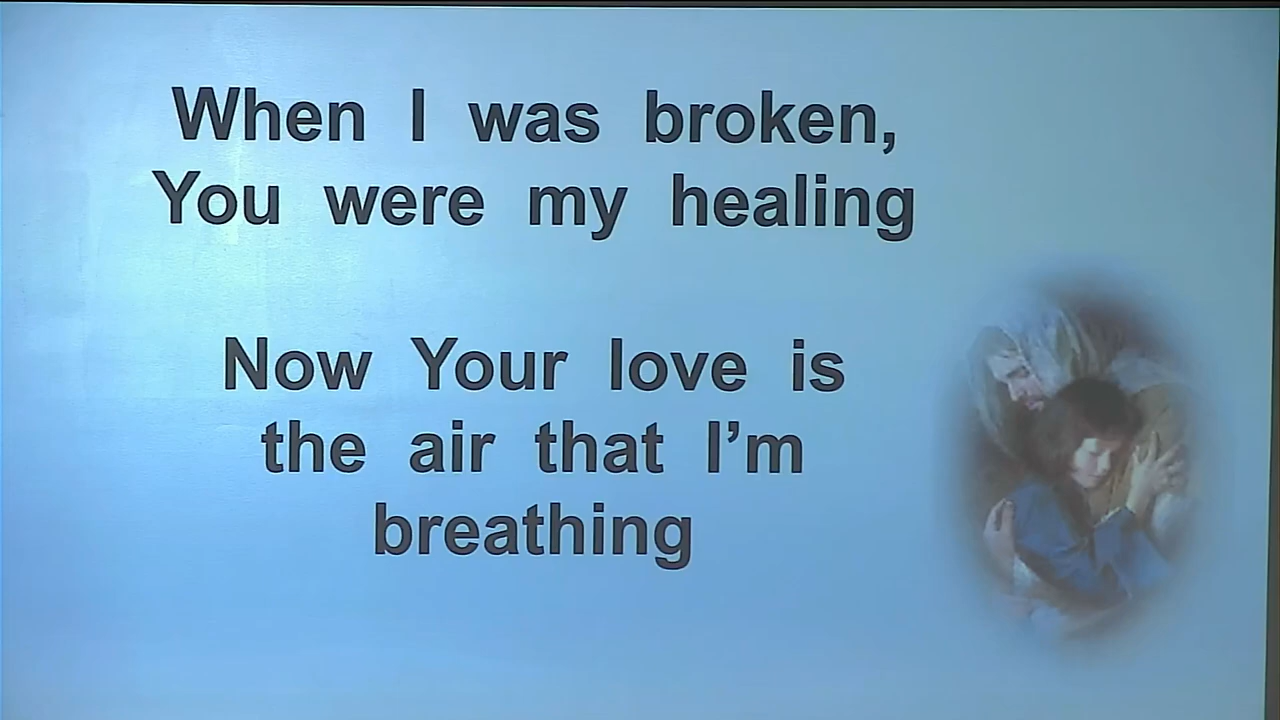 When I was broken,
You were my healing
Now Your love is
the air that I’m
breathing